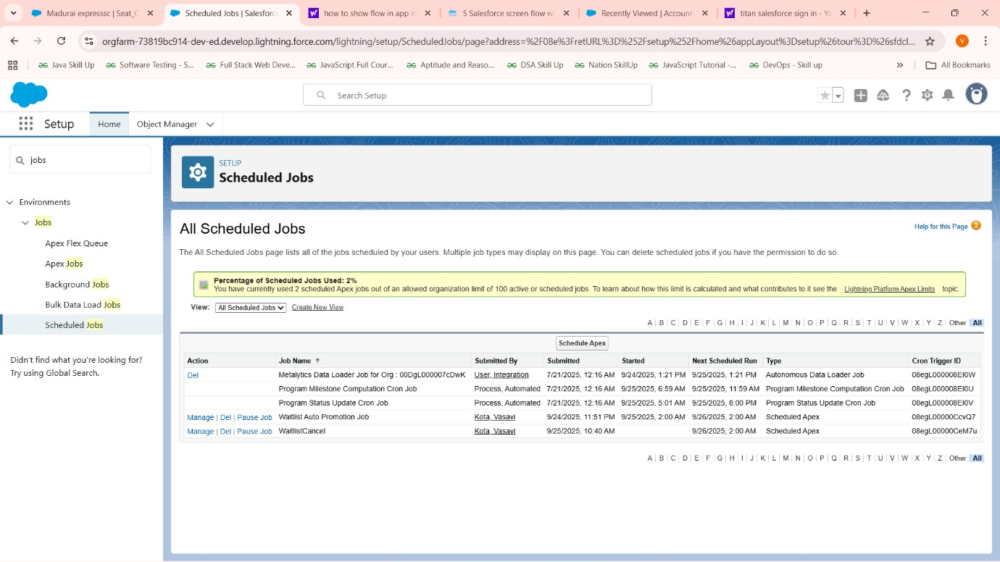 Madurai expresssc | Seat_C
Scheduled Jobs | Salesforce
how to show flow in app in
5 Salesforce screen flow w
Recently Viewed | Accounts
titan salesforce sign in - Ya
orgfarm-73819bc914-dev-ed.develop.lightning.force.com/lightning/setup/ScheduledJobs/page?address=%2F08e%3FretURL%3D%252Fsetup%252Fhome%26appLayout%3Dsetup%26tour%3D%26sfdcl...
V
Java Skill Up
Software Testing - S...
Full Stack Web Deve...
JavaScript Full Cour...
Aptitude and Reaso...
DSA Skill Up
Nation SkillUp
JavaScript Tutorial -...
DevOps - Skill up
All Bookmarks
Search Setup
Setup
Home
Object Manager
jobs
Environments
Jobs
Apex Flex Queue
Apex Jobs
Background Jobs
Bulk Data Load Jobs
Scheduled Jobs
Didn't find what you're looking for?
Try using Global Search.
SETUP
Scheduled Jobs
All Scheduled Jobs
Help for this Page
The All Scheduled Jobs page lists all of the jobs scheduled by your users. Multiple job types may display on this page. You can delete scheduled jobs if you have the permission to do so.
Percentage of Scheduled Jobs Used: 2%
You have currently used 2 scheduled Apex jobs out of an allowed organization limit of 100 active or scheduled jobs. To learn about how this limit is calculated and what contributes to it see the Lightning Platform Apex Limits topic.
View: All Scheduled Jobs Create New View
A | B | C | D | E | F | G | H | I | J | K | L | M | N | O | P | Q | R | S | T | U | V | W | X | Y | Z | Other | All
Schedule Apex
Action Job Name ↑ Submitted By Submitted Started Next Scheduled Run Type Cron Trigger ID
Del Metalytics Data Loader Job for Org : 00DgL000007cDwK User, Integration 7/21/2025, 12:16 AM 9/24/2025, 1:21 PM 9/25/2025, 1:21 PM Autonomous Data Loader Job 08egL000008EI0W
Program Milestone Computation Cron Job Process, Automated 7/21/2025, 12:16 AM 9/25/2025, 6:59 AM 9/25/2025, 11:59 AM Program Milestone Computation Cron Job 08egL000008EI0U
Program Status Update Cron Job Process, Automated 7/21/2025, 12:16 AM 9/25/2025, 5:01 AM 9/25/2025, 8:00 PM Program Status Update Cron Job 08egL000008EI0V
Manage | Del | Pause Job Waitlist Auto Promotion Job Kota, Vasavi 9/24/2025, 11:51 PM 9/25/2025, 2:00 AM 9/26/2025, 2:00 AM Scheduled Apex 08egL00000CcvQ7
Manage | Del | Pause Job WaitlistCancel Kota, Vasavi 9/25/2025, 10:40 AM 9/26/2025, 2:00 AM Scheduled Apex 08egL00000CeM7u
A | B | C | D | E | F | G | H | I | J | K | L | M | N | O | P | Q | R | S | T | U | V | W | X | Y | Z | Other | All